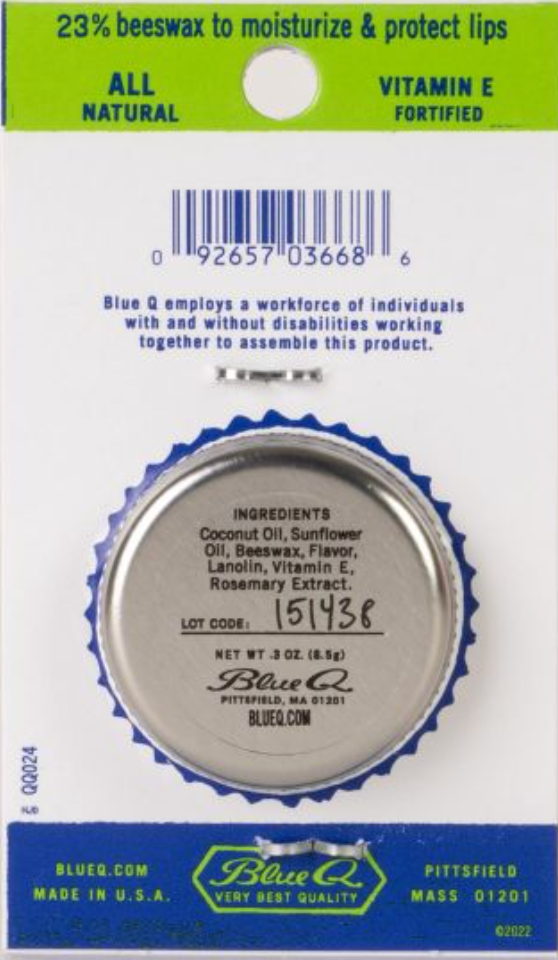 23% beeswax to moisturize & protect lips
ALL
NATURAL
VITAMIN E
FORTIFIED
0 92657 03668 6
Blue Q employs a workforce of individuals
with and without disabilities working
together to assemble this product.
INGREDIENTS
Coconut Oil, Sunflower
Oil, Beeswax, Flavor,
Lanolin, Vitamin E,
Rosemary Extract.
LOT CODE: 151438
NET WT .3 OZ. (8.5g)
Blue Q
PITTSFIELD, MA 01201
BLUEQ.COM
QQ024
BLUEQ.COM
MADE IN U.S.A.
Blue Q
VERY BEST QUALITY
PITTSFIELD
MASS 01201
©2022